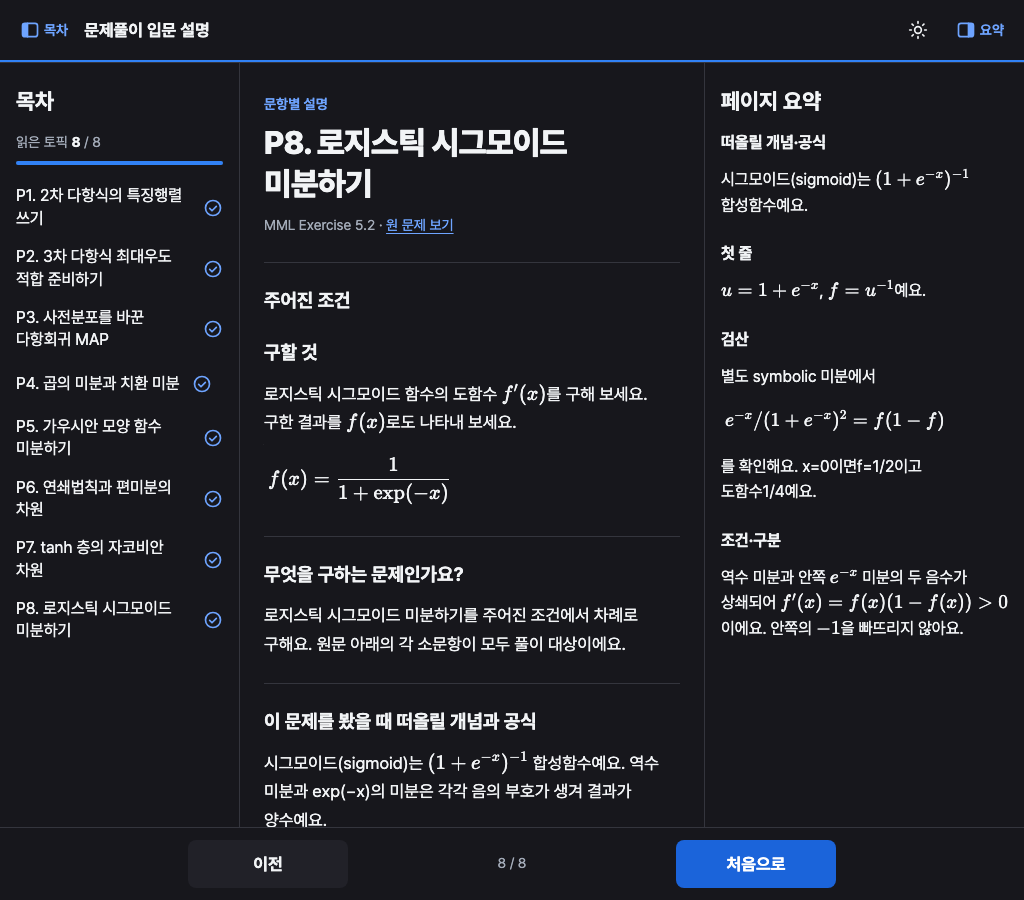 목차
문제풀이 입문 설명
요약
목차
읽은 토픽 8 / 8
P1. 2차 다항식의 특징행렬
쓰기
P2. 3차 다항식 최대우도
적합 준비하기
P3. 사전분포를 바꾼
다항회귀 MAP
P4. 곱의 미분과 치환 미분
P5. 가우시안 모양 함수
미분하기
P6. 연쇄법칙과 편미분의
차원
P7. tanh 층의 자코비안
차원
P8. 로지스틱 시그모이드
미분하기
문항별 설명
P8. 로지스틱 시그모이드
미분하기
MML Exercise 5.2 · 원 문제 보기
주어진 조건
구할 것
로지스틱 시그모이드 함수의 도함수 f′(x)를 구해 보세요.
구한 결과를 f(x)로도 나타내 보세요.
f(x) = 1 / (1 + exp(−x))
무엇을 구하는 문제인가요?
로지스틱 시그모이드 미분하기를 주어진 조건에서 차례로
구해요. 원문 아래의 각 소문항이 모두 풀이 대상이에요.
이 문제를 봤을 때 떠올릴 개념과 공식
시그모이드(sigmoid)는 (1 + e^{−x})^{−1} 합성함수예요. 역수
미분과 exp(−x)의 미분은 각각 음의 부호가 생겨 결과가
양수예요.
페이지 요약
떠올릴 개념·공식
시그모이드(sigmoid)는 (1 + e^{−x})^{−1}
합성함수예요.
첫 줄
u = 1 + e^{−x}, f = u^{−1}예요.
검산
별도 symbolic 미분에서
e^{−x}/(1 + e^{−x})^2 = f(1 − f)
를 확인해요. x=0이면f=1/2이고
도함수1/4예요.
조건·구분
역수 미분과 안쪽 e^{−x} 미분의 두 음수가
상쇄되어 f′(x) = f(x)(1 − f(x)) > 0
이에요. 안쪽의 −1을 빠뜨리지 않아요.
이전
8 / 8
처음으로